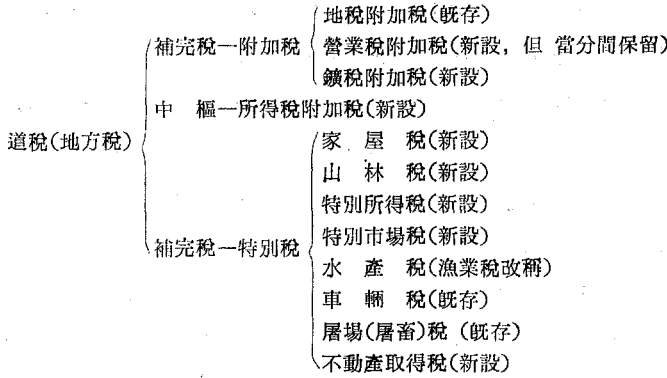 地稅附加稅(旣存)
補完稅—附加稅
營業稅附加稅(新設, 但 當分間保留)
鑛稅附加稅(新設)
中 樞—所得稅附加稅(新設)
道稅(地方稅)
家 屋 稅(新設)
山 林 稅(新設)
特別所得稅(新設)
特別市場稅(新設)
補完稅—特別稅
水 產 稅(漁業稅改稱)
車 輛 稅(旣存)
屠場(屠畜)稅 (旣存)
不動產取得稅(新設)